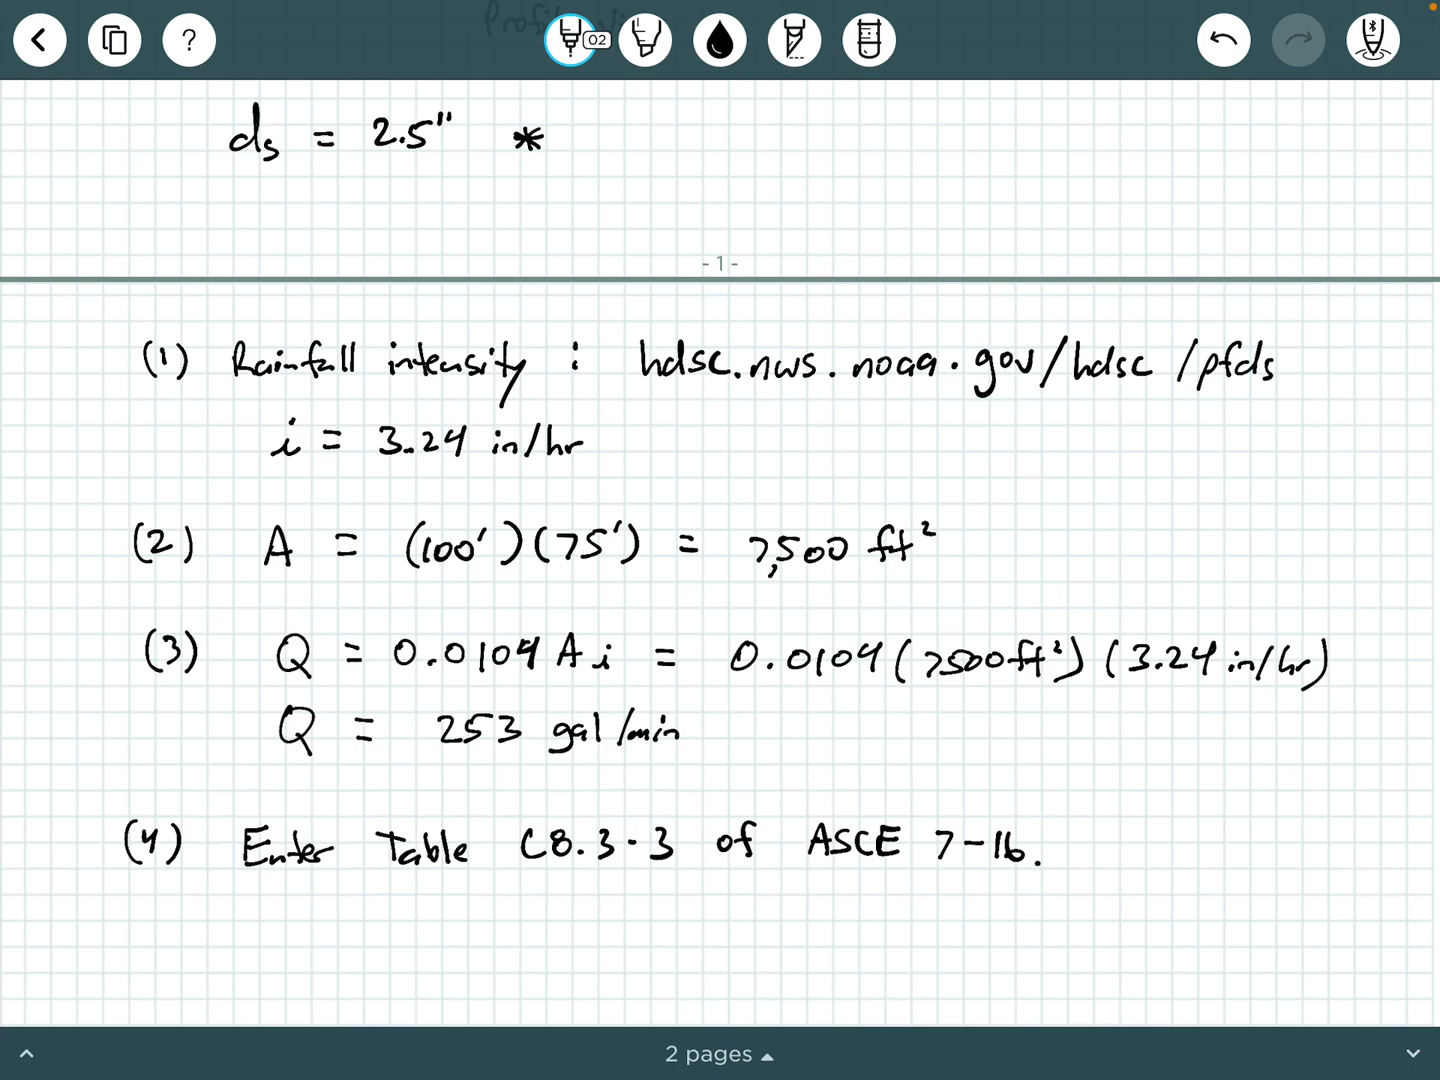 ?
02
ds = 2.5" *
- 1 -
(1) Rainfall intensity : hdsc.nws.noaa.gov/hdsc/pfds
i = 3.24 in/hr
(2) A = (100')(75') = 7,500 ft²
(3) Q = 0.0104 A i = 0.0104 (7500ft²) (3.24 in/hr)
Q = 253 gal/min
(4) Enter Table C8.3-3 of ASCE 7-16.
2 pages